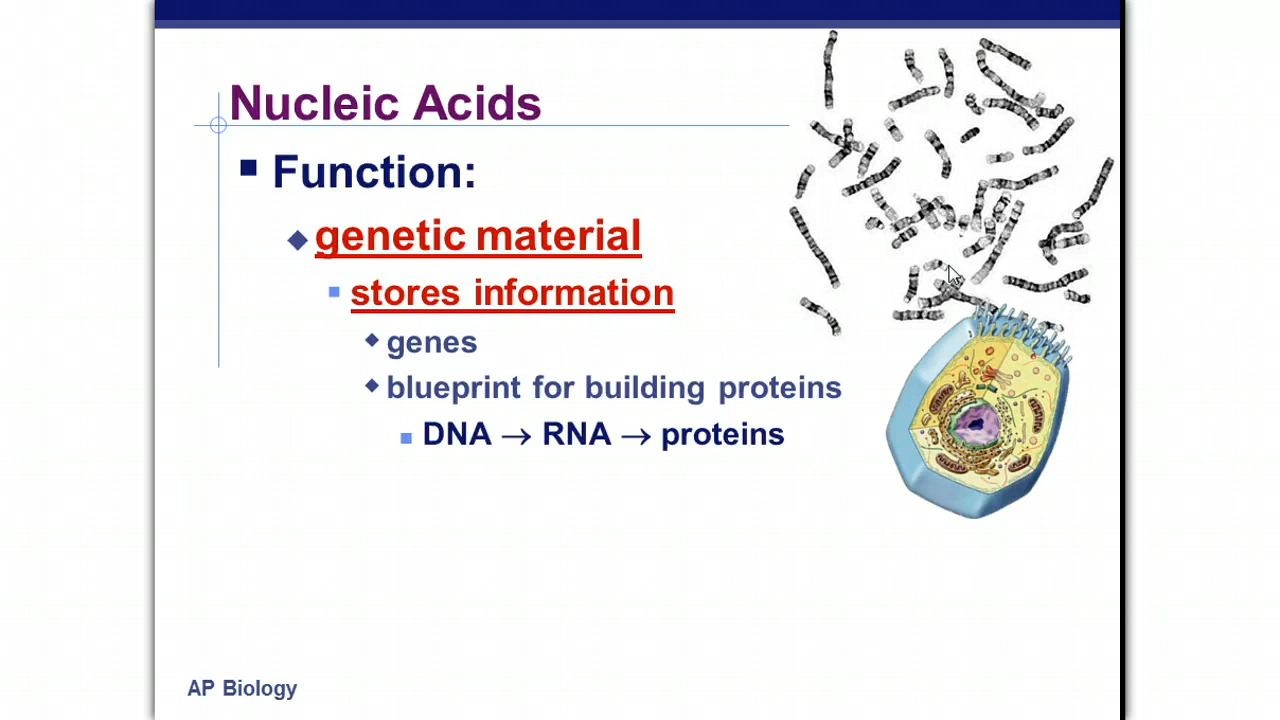 Nucleic Acids
Function:
genetic material
stores information
genes
blueprint for building proteins
DNA → RNA → proteins
AP Biology